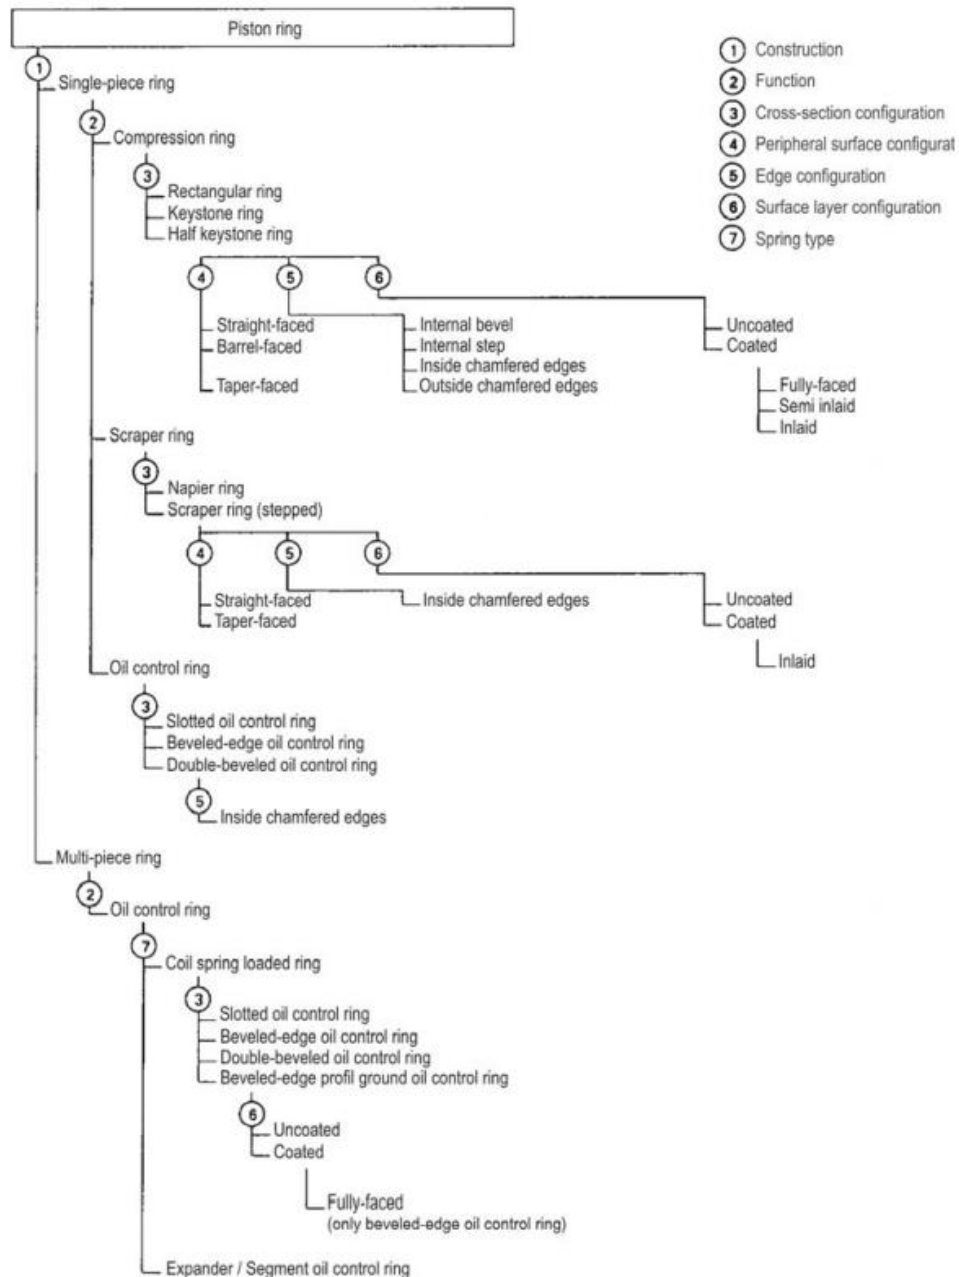 Piston ring
1 Construction
2 Function
3 Cross-section configuration
4 Peripheral surface configurat
5 Edge configuration
6 Surface layer configuration
7 Spring type
1
Single-piece ring
2
Compression ring
3
Rectangular ring
Keystone ring
Half keystone ring
4 5 6
Straight-faced Internal bevel Uncoated
Barrel-faced Internal step Coated
Inside chamfered edges
Taper-faced Outside chamfered edges Fully-faced
Semi inlaid
Inlaid
Scraper ring
3
Napier ring
Scraper ring (stepped)
4 5 6
Straight-faced Inside chamfered edges Uncoated
Taper-faced Coated
Inlaid
Oil control ring
3
Slotted oil control ring
Beveled-edge oil control ring
Double-beveled oil control ring
5
Inside chamfered edges
Multi-piece ring
2
Oil control ring
7
Coil spring loaded ring
3
Slotted oil control ring
Beveled-edge oil control ring
Double-beveled oil control ring
Beveled-edge profil ground oil control ring
6
Uncoated
Coated
Fully-faced
(only beveled-edge oil control ring)
Expander / Segment oil control ring